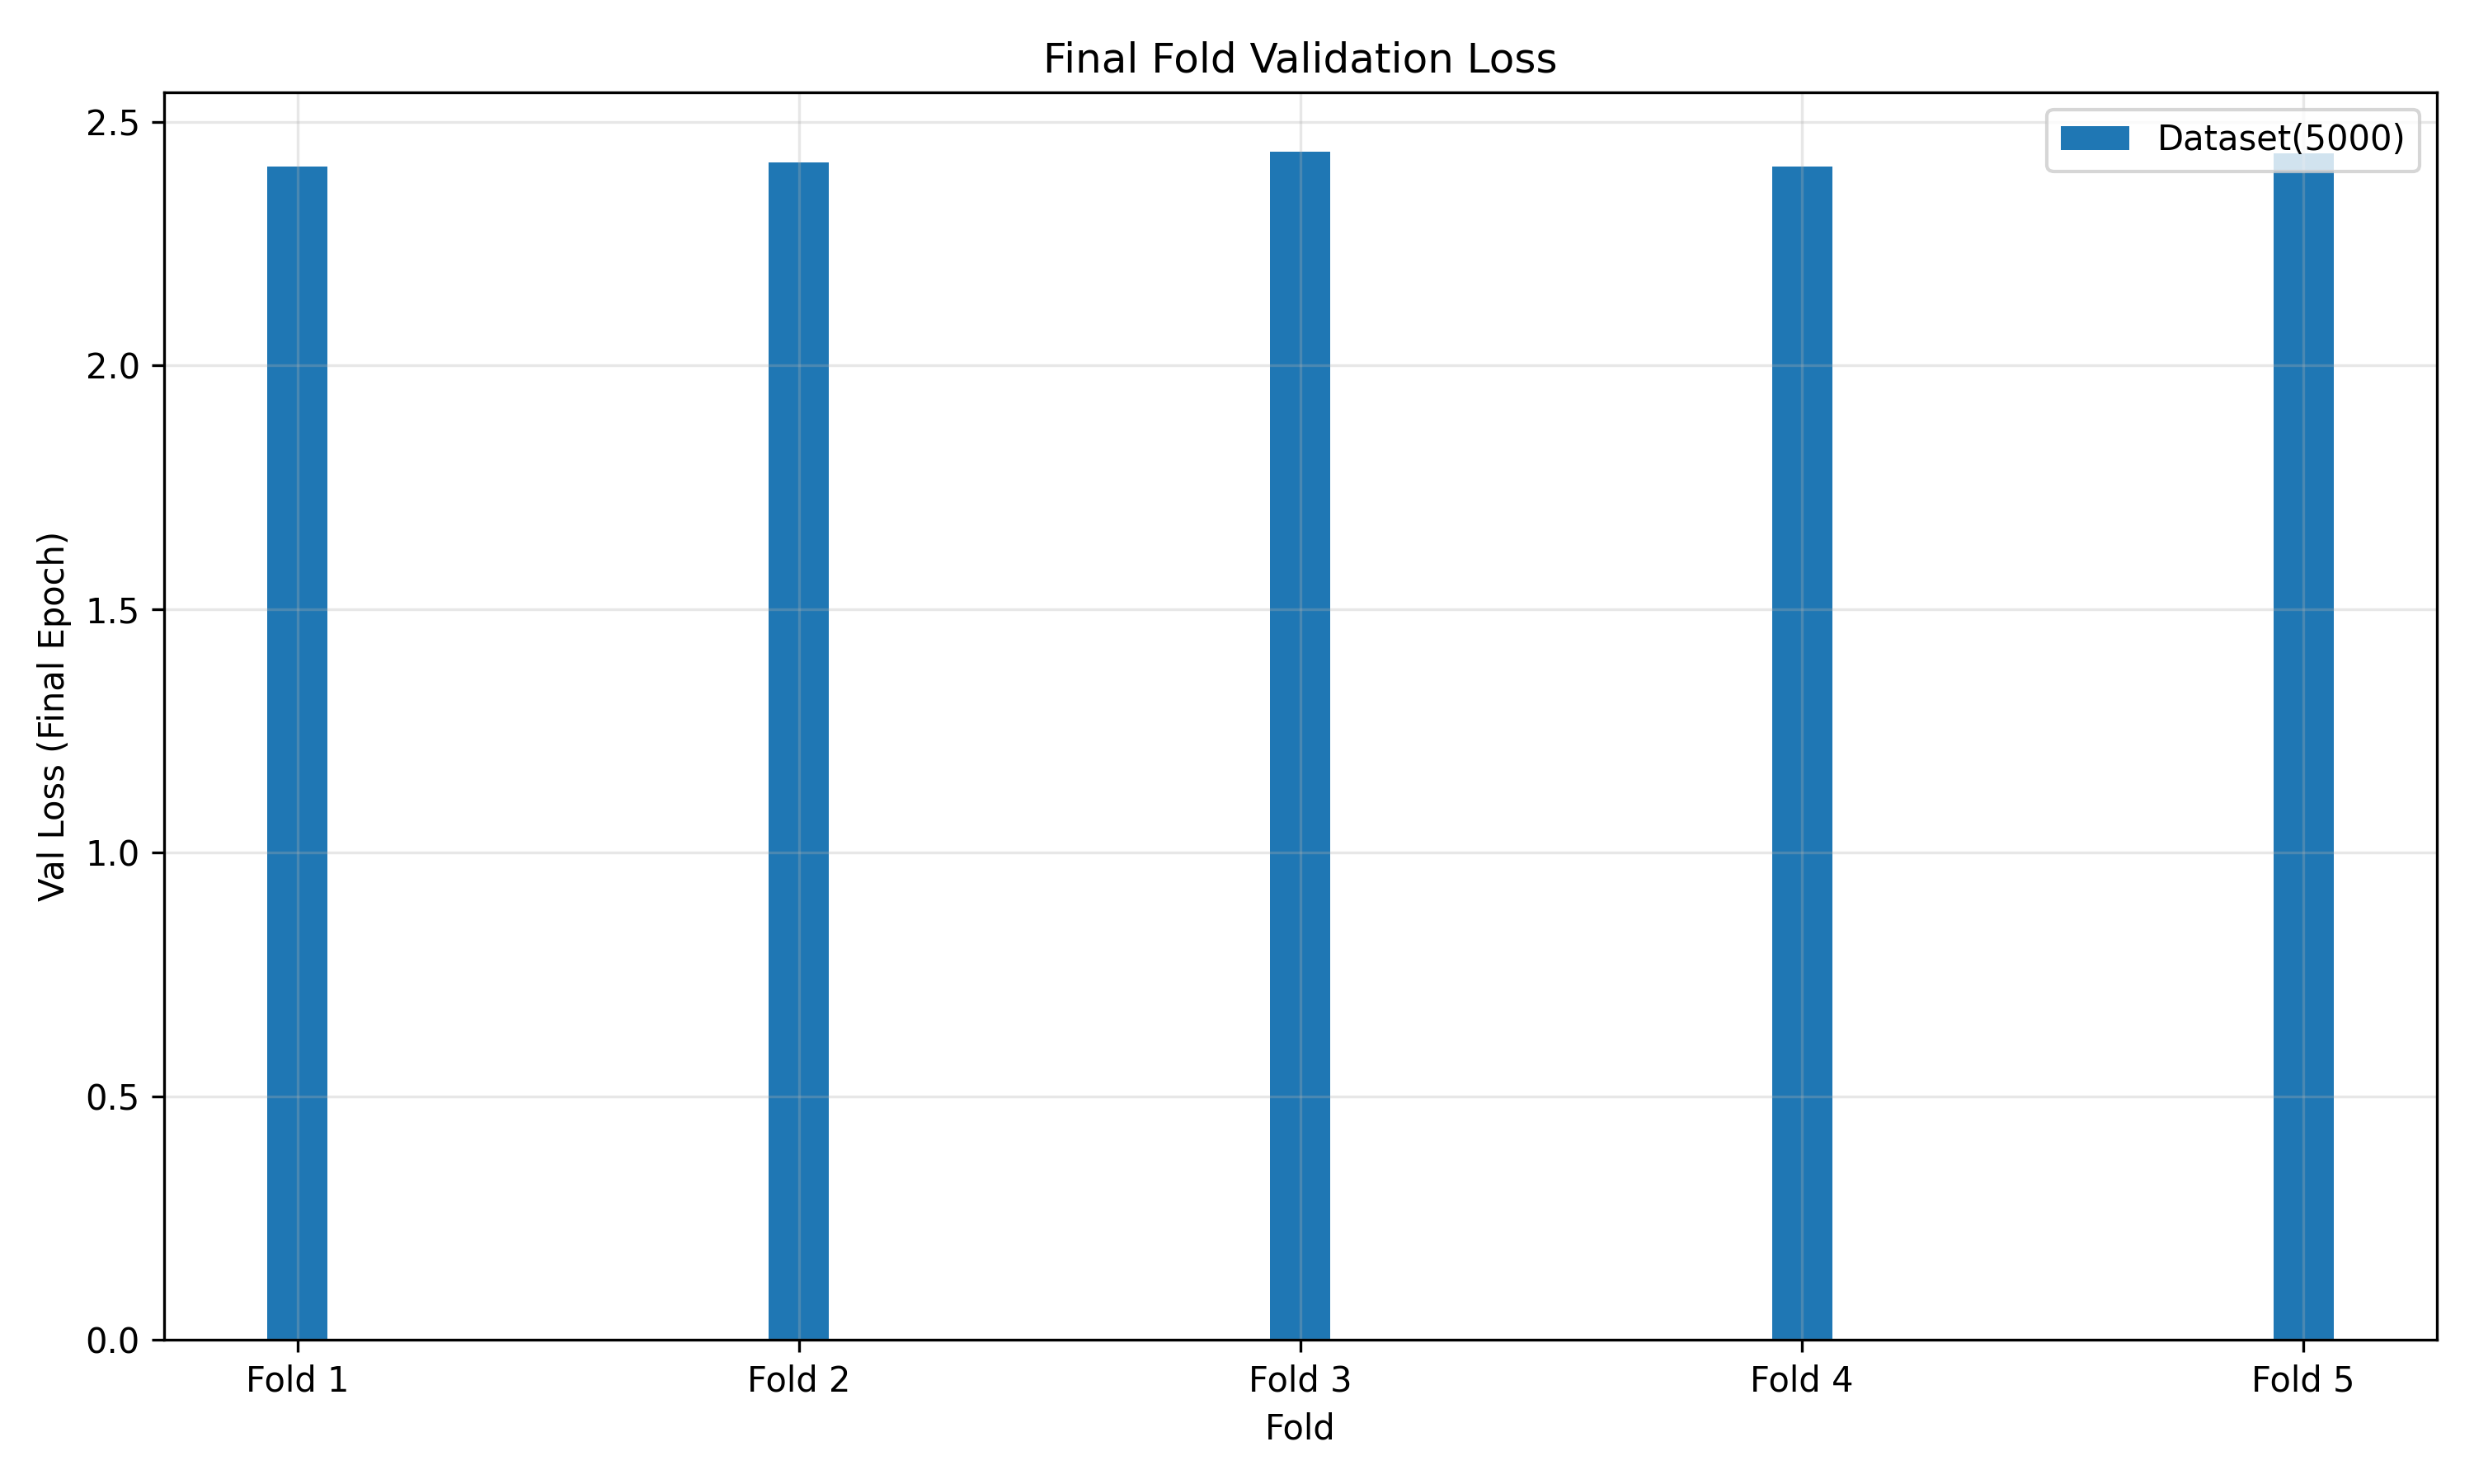 Final Fold Validation Loss
Dataset(5000)
Val Loss (Final Epoch)
2.5
2.0
1.5
1.0
0.5
0.0
Fold 1 Fold 2 Fold 3 Fold 4 Fold 5
Fold